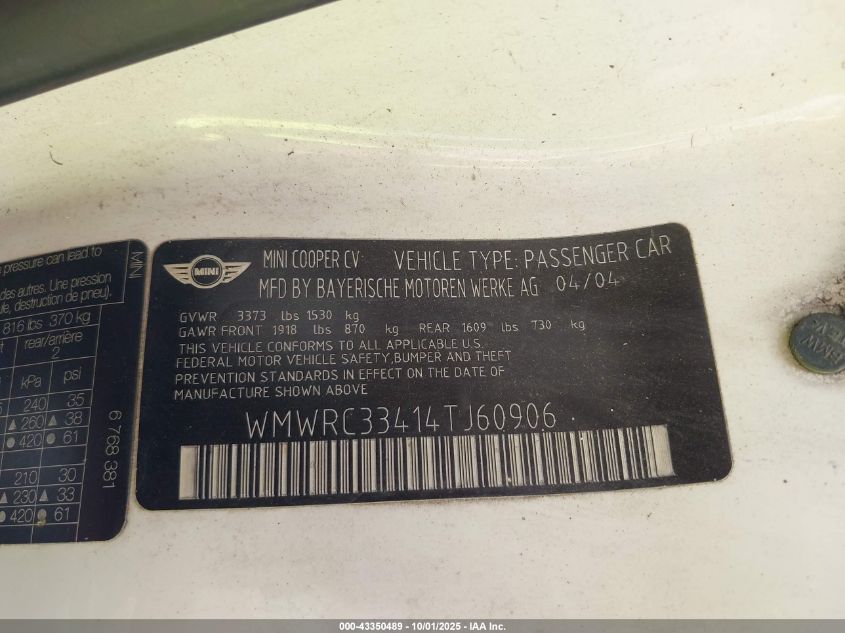 pressure can lead to
des autres. Une pression
destruction de pneu).
816 lbs 370 kg
rear/arrière
2
kPa psi
240 35
▲ 260 ▲ 38
● 420 ● 61
210 30
▲ 230 ▲ 33
● 420 ● 61
MINI
6 768 381
MINI
MINI COOPER CV VEHICLE TYPE: PASSENGER CAR
MFD BY BAYERISCHE MOTOREN WERKE AG 04/04
GVWR 3373 lbs 1530 kg
GAWR FRONT 1918 lbs 870 kg REAR 1609 lbs 730 kg
THIS VEHICLE CONFORMS TO ALL APPLICABLE U.S.
FEDERAL MOTOR VEHICLE SAFETY,BUMPER AND THEFT
PREVENTION STANDARDS IN EFFECT ON THE DATE OF
MANUFACTURE SHOWN ABOVE
WMWRC33414TJ60906
BMW
000-43350489 - 10/01/2025 - IAA Inc.